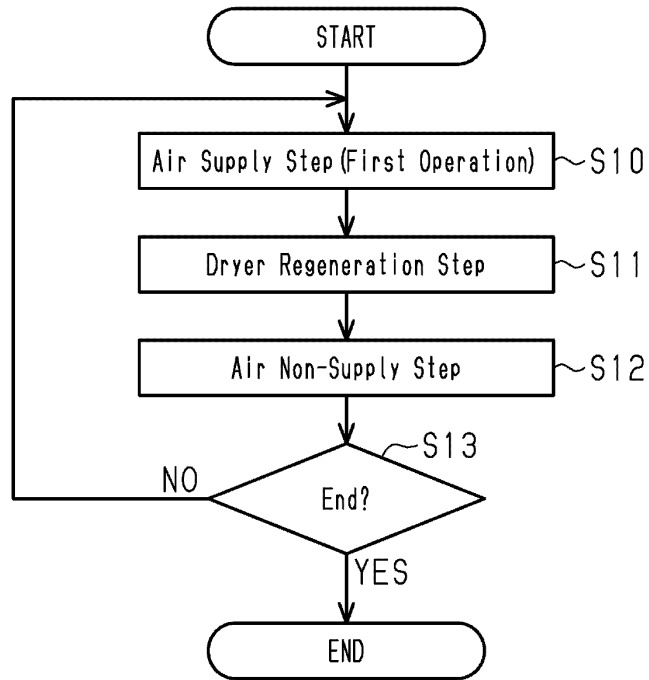 START
Air Supply Step(First Operation)
S10
Dryer Regeneration Step
S11
Air Non-Supply Step
S12
S13
NO
End?
YES
END